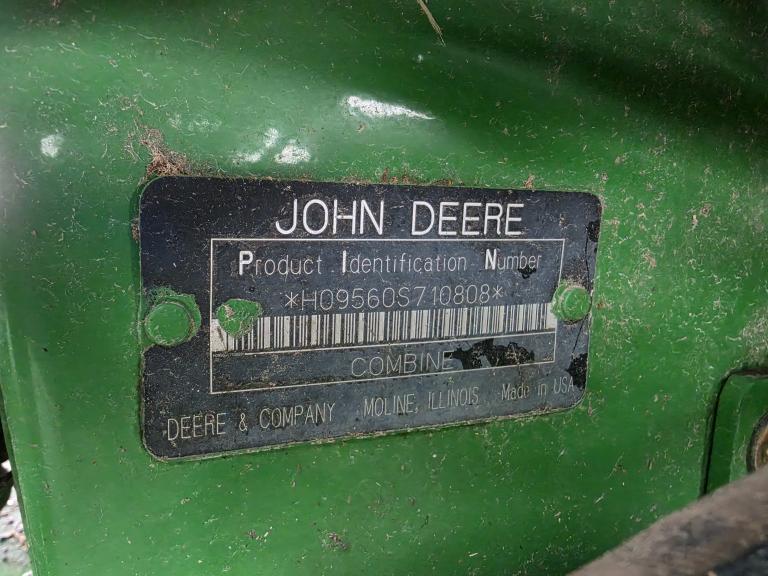 JOHN DEERE
Product Identification Number
*H09560S710808*
COMBINE
DEERE & COMPANY MOLINE, ILLINOIS Made in USA